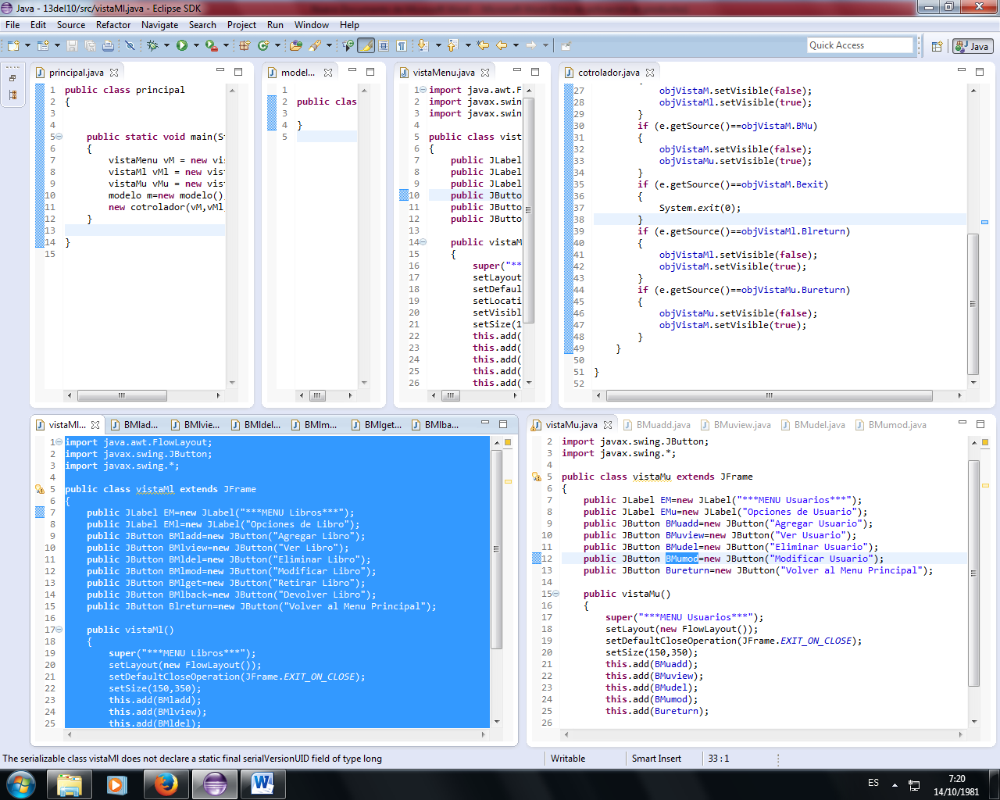 Java - 13del10/src/vistaMl.java - Eclipse SDK
File Edit Source Refactor Navigate Search Project Run Window Help
Quick Access
Java
principal.java
1 public class principal
2 {
3
4
5 public static void main(S
6 {
7 vistaMenu vM = new vis
8 vistaMl vMl = new vist
9 vistaMu vMu = new vist
10 modelo m=new modelo()
11 new cotrolador(vM,vMl
12 }
13
14 }
15
model...
1
2 public clas
3
4 }
5
vistaMenu.java
1 import java.awt.F
2 import javax.swin
3 import javax.swin
4
5 public class vist
6 {
7 public JLabel
8 public JLabel
9 public JLabel
10 public JButto
11 public JButto
12 public JButto
13
14 public vistaM
15 {
16 super("**
17 setLayout
18 setDefaul
19 setLocati
20 setVisibl
21 setSize(1
22 this.add(
23 this.add(
24 this.add(
25 this.add(
26 this.add(
cotrolador.java
27 objVistaM.setVisible(false);
28 objVistaMl.setVisible(true);
29 }
30 if (e.getSource()==objVistaM.BMu)
31 {
32 objVistaM.setVisible(false);
33 objVistaMu.setVisible(true);
34 }
35 if (e.getSource()==objVistaM.Bexit)
36 {
37 System.exit(0);
38 }
39 if (e.getSource()==objVistaMl.Blreturn)
40 {
41 objVistaMl.setVisible(false);
42 objVistaM.setVisible(true);
43 }
44 if (e.getSource()==objVistaMu.Bureturn)
45 {
46 objVistaMu.setVisible(false);
47 objVistaM.setVisible(true);
48 }
49 }
50
51 }
52
vistaMl... BMlad... BMlvie... BMldel... BMlm... BMlget... BMlba...
1 import java.awt.FlowLayout;
2 import javax.swing.JButton;
3 import javax.swing.*;
4
5 public class vistaMl extends JFrame
6 {
7 public JLabel EM=new JLabel("***MENU Libros***");
8 public JLabel EMl=new JLabel("Opciones de Libro");
9 public JButton BMladd=new JButton("Agregar Libro");
10 public JButton BMlview=new JButton("Ver Libro");
11 public JButton BMldel=new JButton("Eliminar Libro");
12 public JButton BMlmod=new JButton("Modificar Libro");
13 public JButton BMlget=new JButton("Retirar Libro");
14 public JButton BMlback=new JButton("Devolver Libro");
15 public JButton Blreturn=new JButton("Volver al Menu Principal");
16
17 public vistaMl()
18 {
19 super("***MENU Libros***");
20 setLayout(new FlowLayout());
21 setDefaultCloseOperation(JFrame.EXIT_ON_CLOSE);
22 setSize(150,350);
23 this.add(BMladd);
24 this.add(BMlview);
25 this.add(BMldel);
vistaMu.java BMuadd.java BMuview.java BMudel.java BMumod.java
2 import javax.swing.JButton;
3 import javax.swing.*;
4
5 public class vistaMu extends JFrame
6 {
7 public JLabel EM=new JLabel("***MENU Usuarios***");
8 public JLabel EMu=new JLabel("Opciones de Usuario");
9 public JButton BMuadd=new JButton("Agregar Usuario");
10 public JButton BMuview=new JButton("Ver Usuario");
11 public JButton BMudel=new JButton("Eliminar Usuario");
12 public JButton BMumod=new JButton("Modificar Usuario");
13 public JButton Bureturn=new JButton("Volver al Menu Principal");
14
15 public vistaMu()
16 {
17 super("***MENU Usuarios***");
18 setLayout(new FlowLayout());
19 setDefaultCloseOperation(JFrame.EXIT_ON_CLOSE);
20 setSize(150,350);
21 this.add(BMuadd);
22 this.add(BMuview);
23 this.add(BMudel);
24 this.add(BMumod);
25 this.add(Bureturn);
26
The serializable class vistaMl does not declare a static final serialVersionUID field of type long
Writable Smart Insert 33 : 1
ES 7:20
14/10/1981